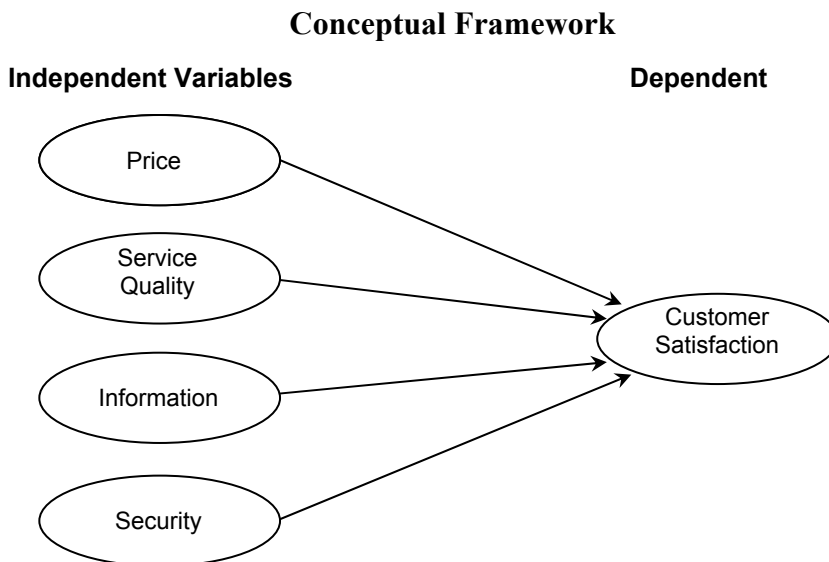 Conceptual Framework
Independent Variables
Dependent
Price
Service
Quality
Customer
Satisfaction
Information
Security